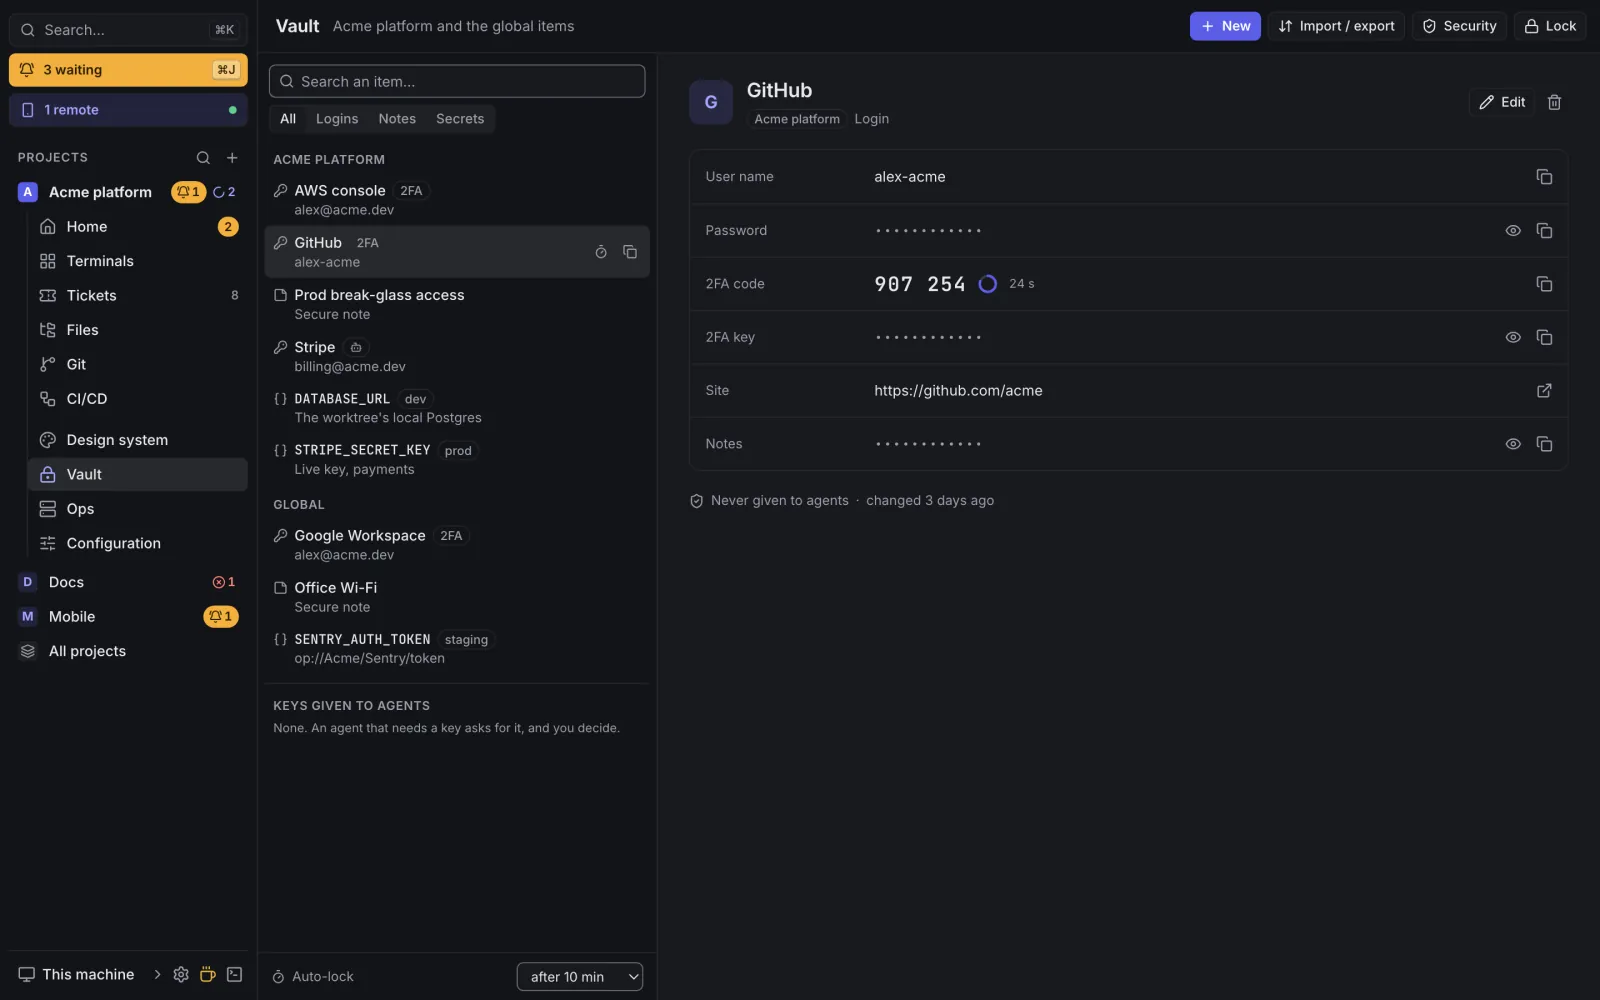 Search...
⌘K
3 waiting
⌘J
1 remote
PROJECTS
A Acme platform 1 2
Home 2
Terminals
Tickets 8
Files
Git
CI/CD
Design system
Vault
Ops
Configuration
D Docs 1
M Mobile 1
All projects
This machine
Vault Acme platform and the global items
New
Import / export
Security
Lock
Search an item...
All Logins Notes Secrets
ACME PLATFORM
AWS console 2FA
alex@acme.dev
GitHub 2FA
alex-acme
Prod break-glass access
Secure note
Stripe
billing@acme.dev
{} DATABASE_URL dev
The worktree's local Postgres
{} STRIPE_SECRET_KEY prod
Live key, payments
GLOBAL
Google Workspace 2FA
alex@acme.dev
Office Wi-Fi
Secure note
{} SENTRY_AUTH_TOKEN staging
op://Acme/Sentry/token
KEYS GIVEN TO AGENTS
None. An agent that needs a key asks for it, and you decide.
Auto-lock
after 10 min
G
GitHub
Acme platform Login
Edit
User name alex-acme
Password ••••••••••••
2FA code 907 254 24 s
2FA key ••••••••••••
Site https://github.com/acme
Notes ••••••••••••
Never given to agents · changed 3 days ago